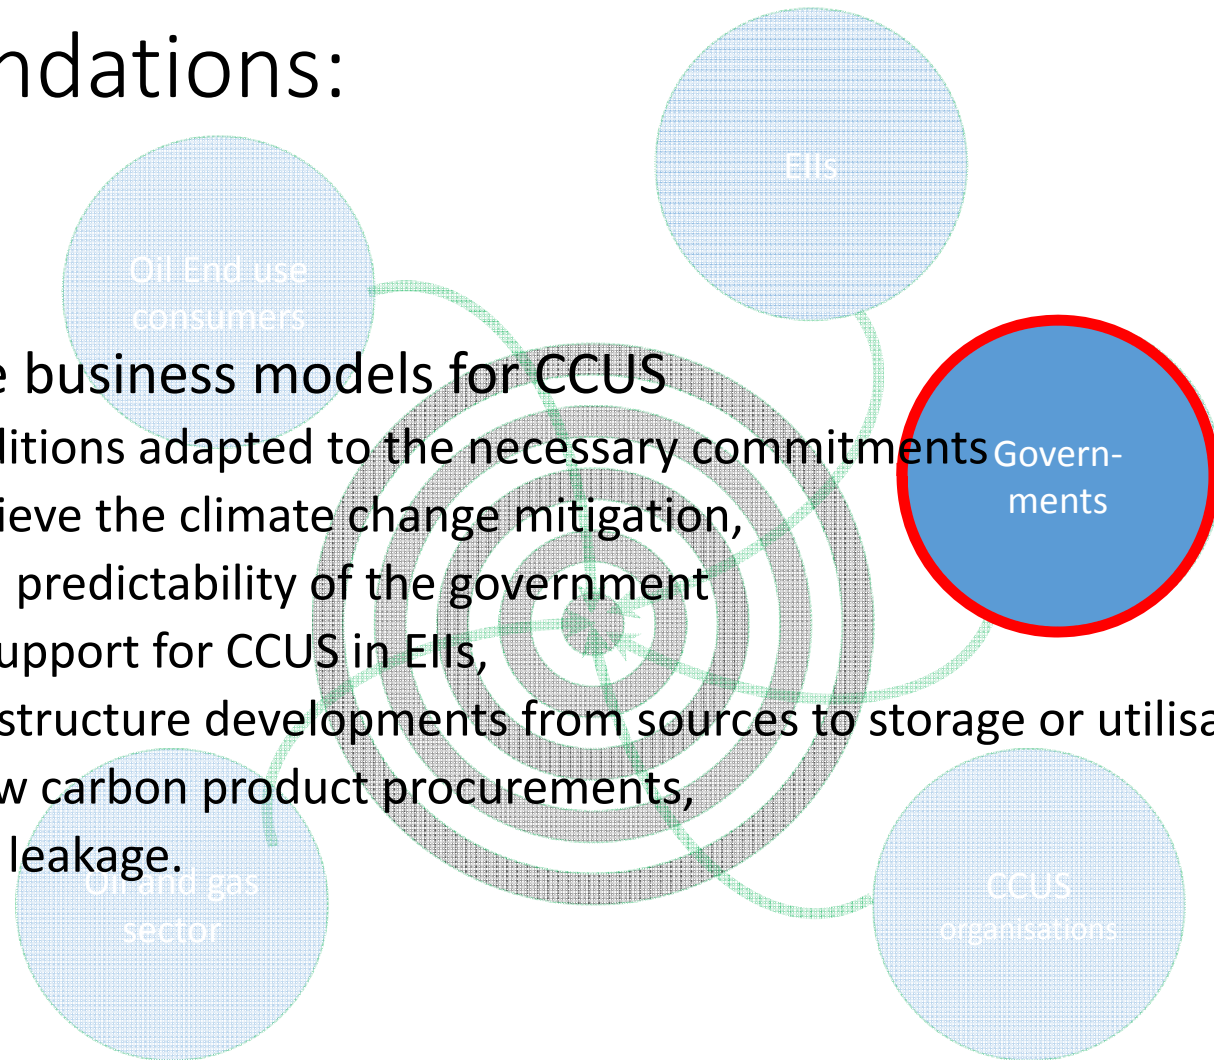 ndations:
EIIs
Oil End use
consumers
e business models for CCUS
ditions adapted to the necessary commitments
Govern-
ments
ieve the climate change mitigation,
predictability of the government
upport for CCUS in EIIs,
structure developments from sources to storage or utilisa
w carbon product procurements,
leakage.
Oil and gas
sector
CCUS
organisations